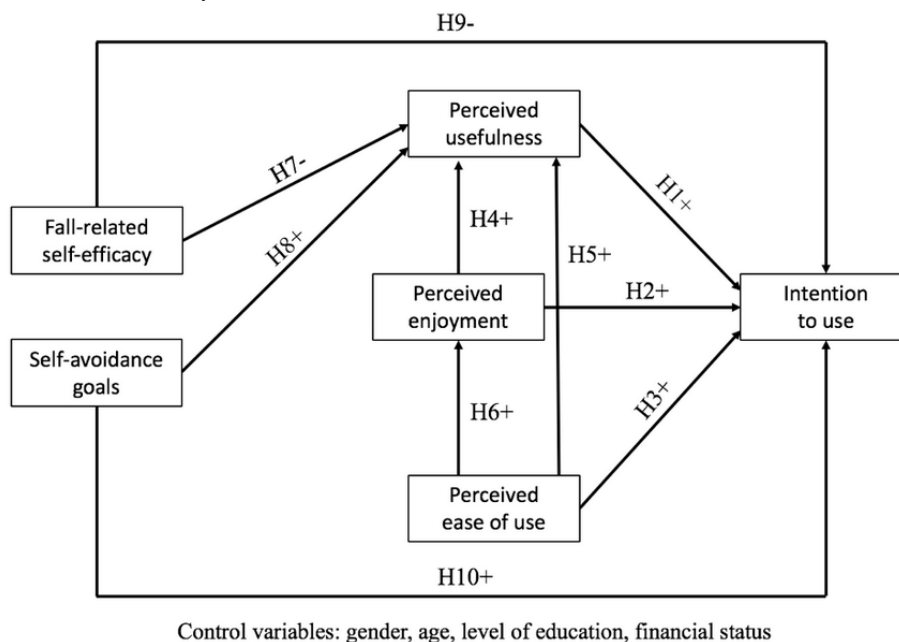 H9-
Perceived
usefulness
H7-
H1+
Fall-related
self-efficacy
H8+
H4+
H5+
Perceived
enjoyment
H2+
Intention
to use
Self-avoidance
goals
H6+
H3+
Perceived
ease of use
H10+
Control variables: gender, age, level of education, financial status